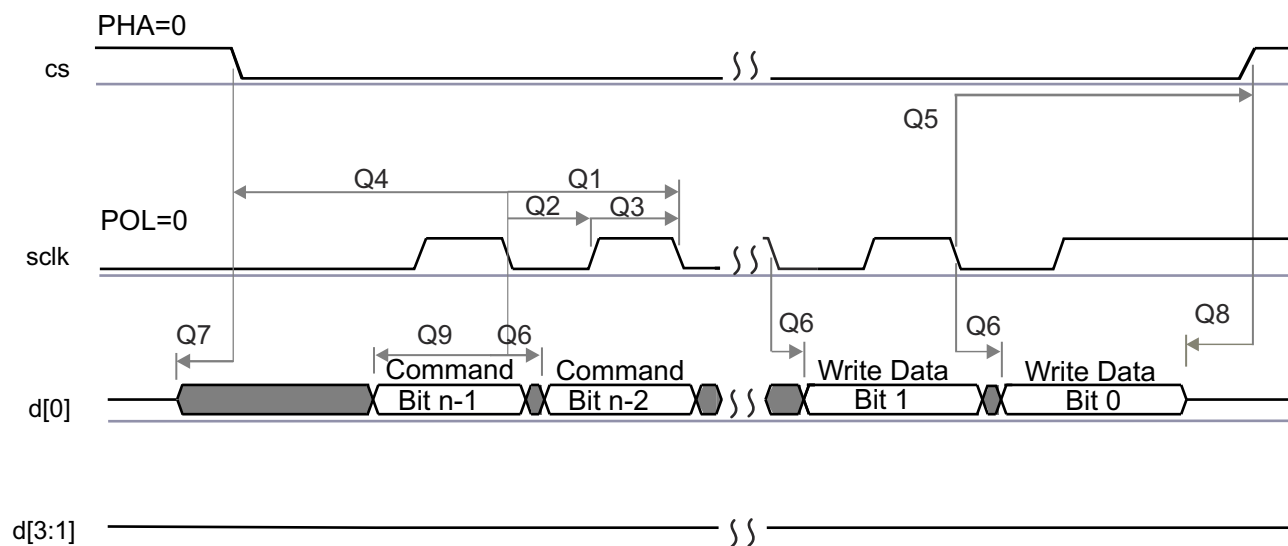 PHA=0
cs
Q5
Q4 Q1
Q2 Q3
POL=0
sclk
Q7 Q9 Q6 Q6 Q6 Q8
Command Command Write Data Write Data
d[0] Bit n-1 Bit n-2 Bit 1 Bit 0
d[3:1]